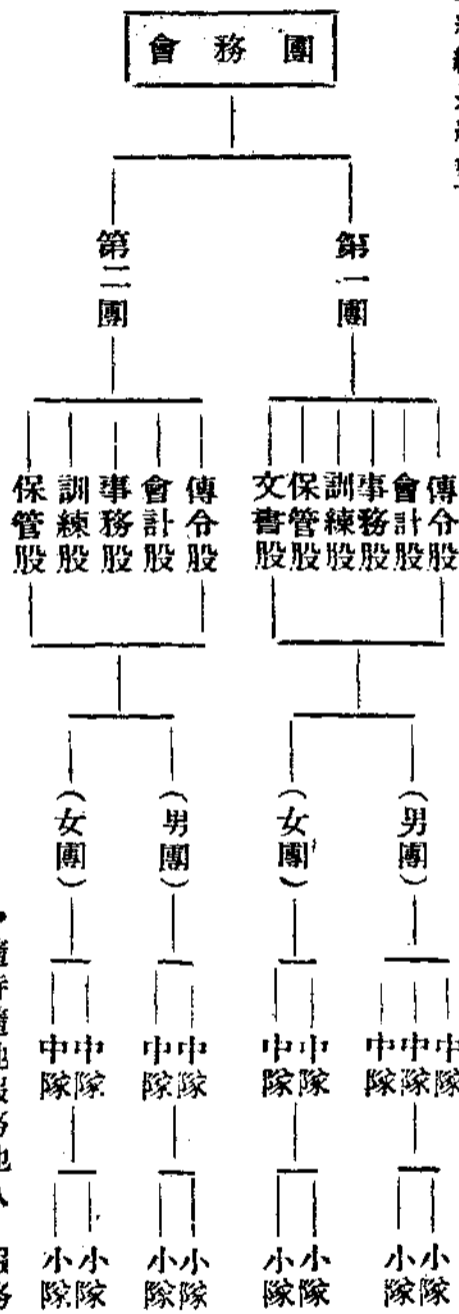 團務會
第一團
第二團
傳令股
會計股
事務股
訓練股
保管股
文書股
傳令股
會計股
事務股
訓練股
保管股
（男團）
（女團）
（男團）
（女團）
中隊
中隊
中隊
中隊
中隊
中隊
中隊
中隊
中隊
小隊
小隊
小隊
小隊
小隊
小隊
小隊
小隊